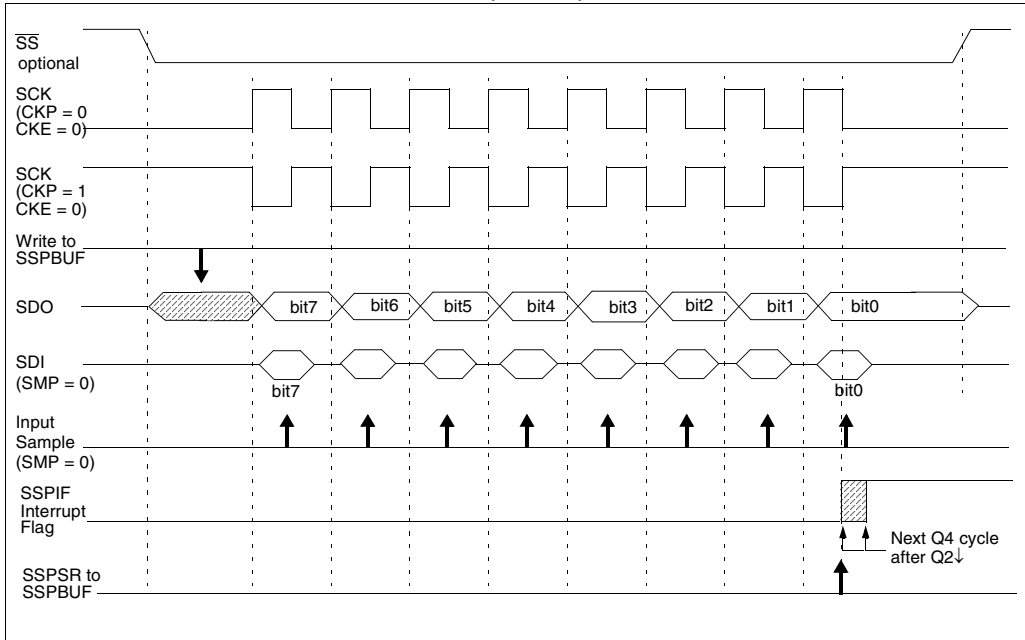 SS
optional
SCK
(CKP = 0
CKE = 0)
SCK
(CKP = 1
CKE = 0)
Write to
SSPBUF
SDO
bit7 bit6 bit5 bit4 bit3 bit2 bit1 bit0
SDI
(SMP = 0)
bit7 bit0
Input
Sample
(SMP = 0)
SSPIF
Interrupt
Flag
Next Q4 cycle
after Q2↓
SSPSR to
SSPBUF